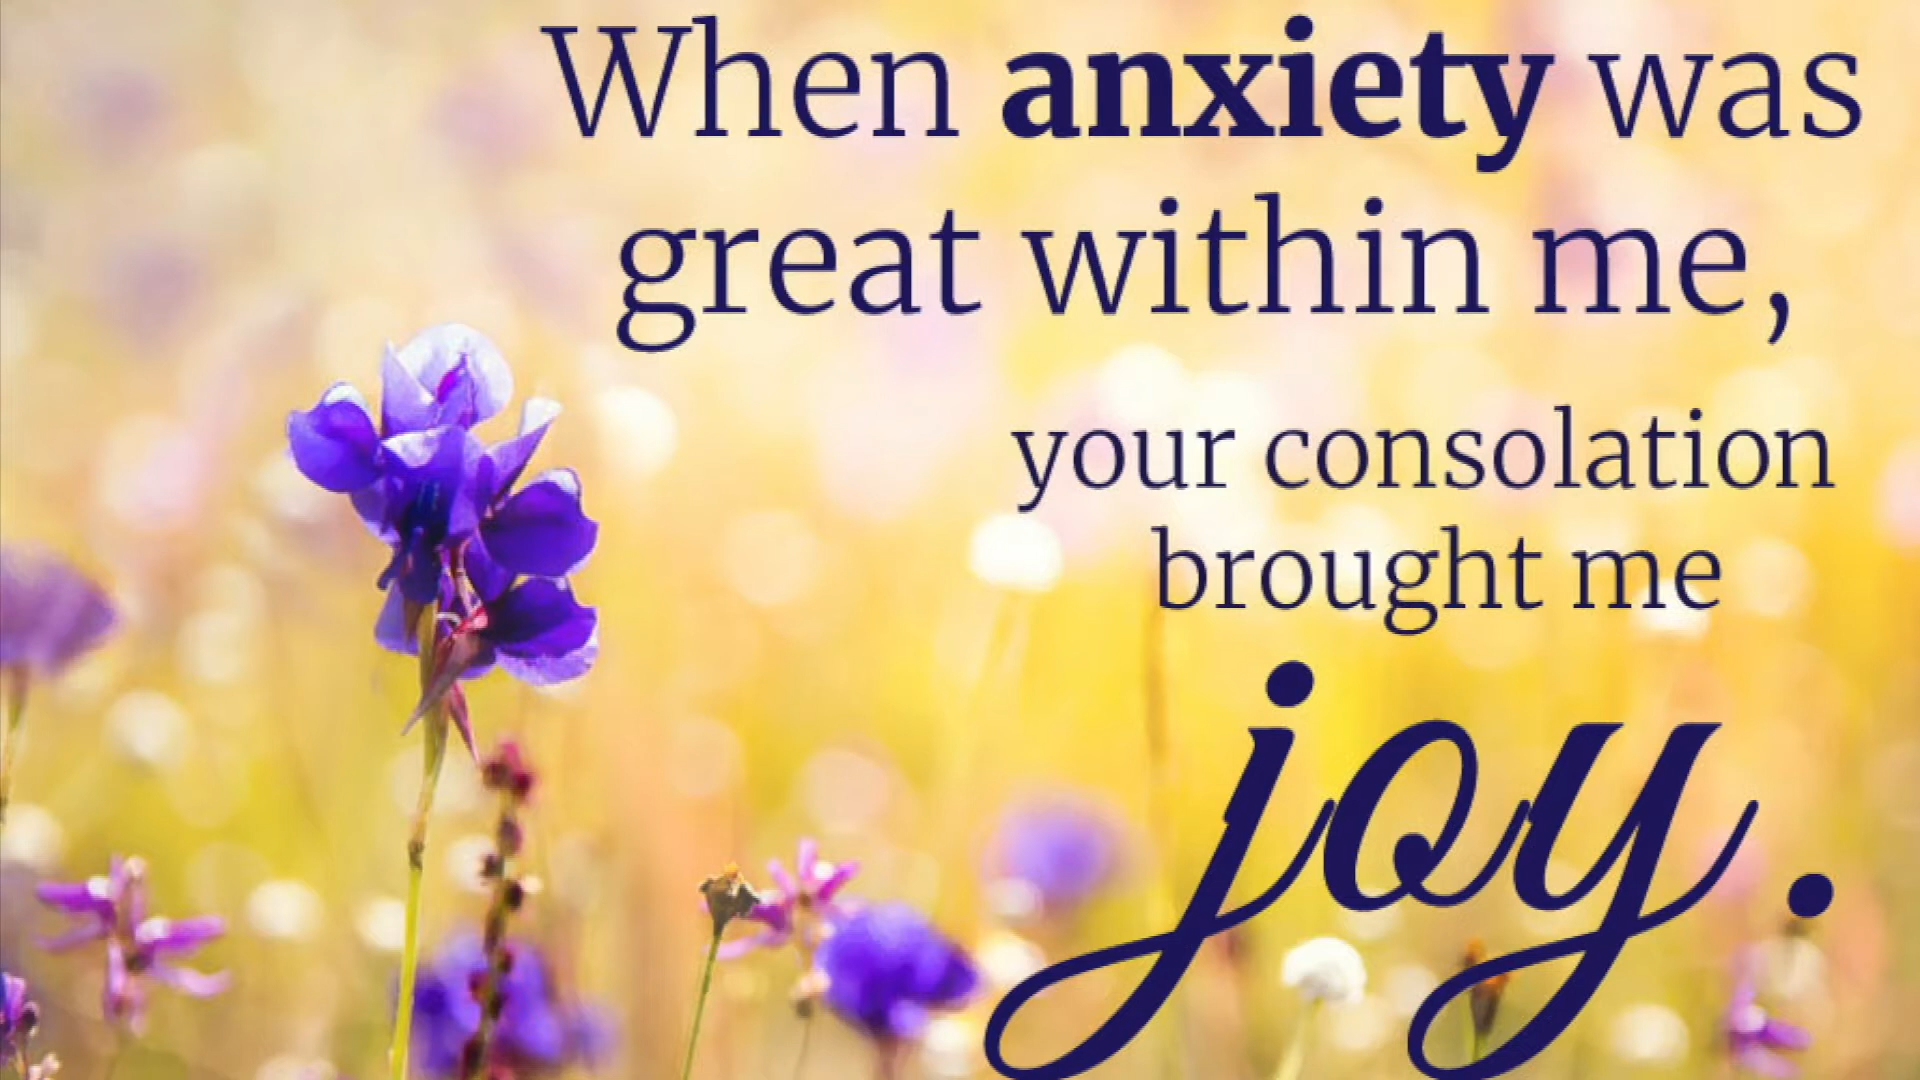 When anxiety was
great within me,
your consolation
brought me
joy.